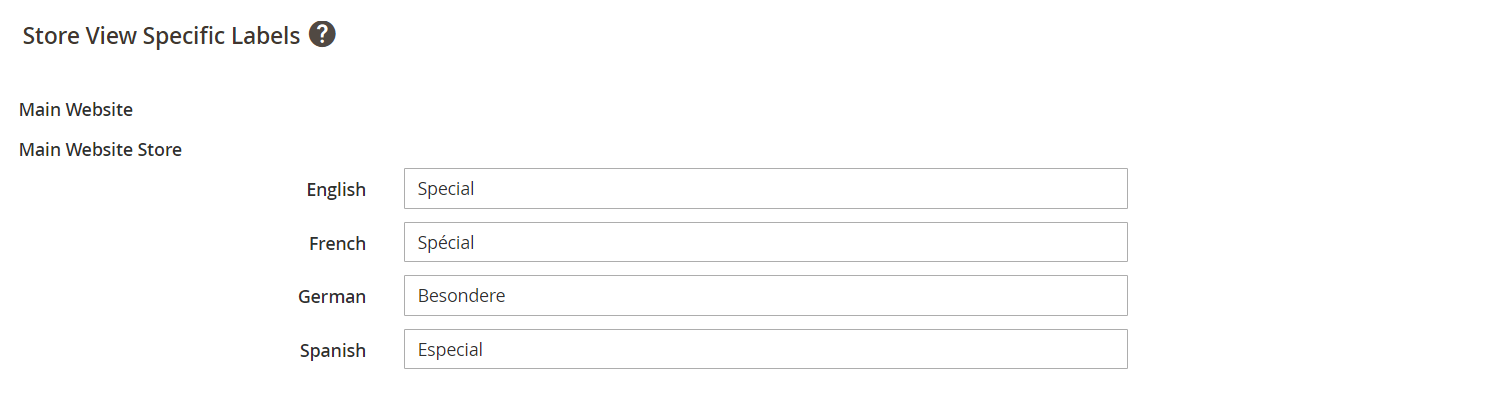 Store View Specific Labels ?
Main Website
Main Website Store
English Special
French Spécial
German Besondere
Spanish Especial